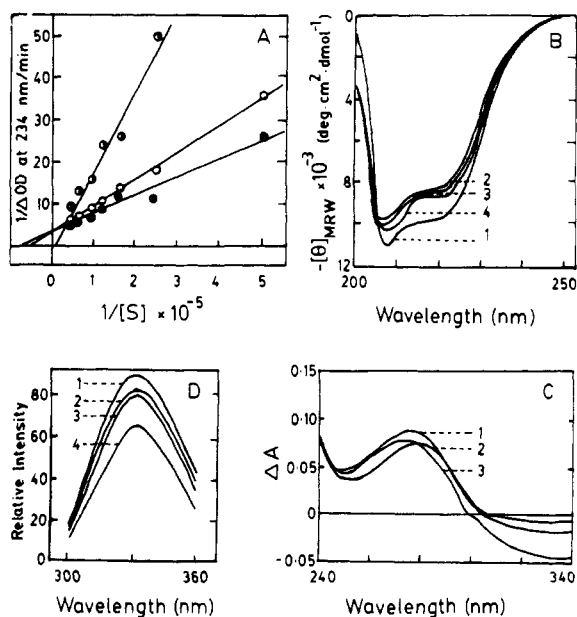 A
1/ΔOD at 234 nm/min
50
40
30
20
10
0
0 1 2 3 4 5
1/[S] × 10⁻⁵
B
-[θ]MRW × 10⁻³ (deg·cm²·dmol⁻¹)
0
4
8
12
2
3
4
1
200 250
Wavelength (nm)
D
Relative Intensity
80
60
40
20
1
2
3
4
300 360
Wavelength (nm)
C
ΔA
0·15
0·10
0·05
0
-0·05
1
2
3
240 340
Wavelength (nm)